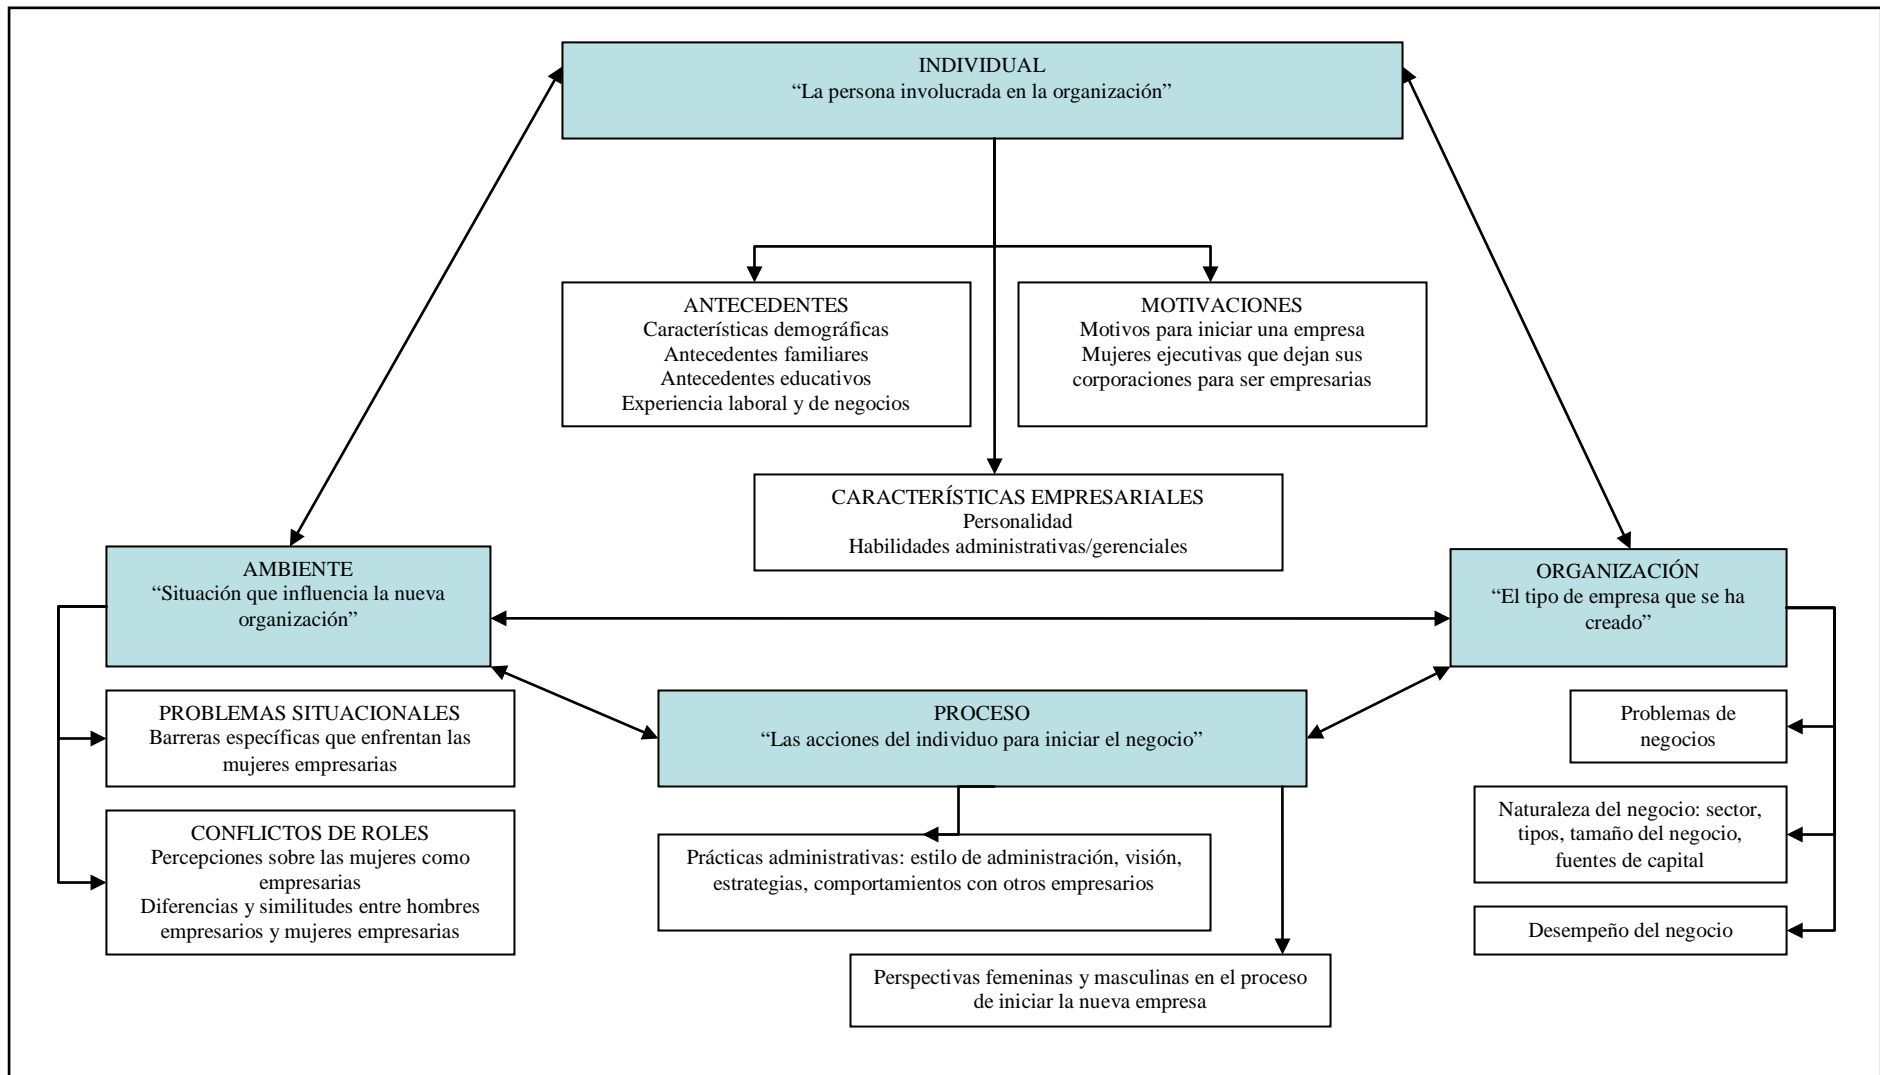 INDIVIDUAL
“La persona involucrada en la organización”
ANTECEDENTES
Características demográficas
Antecedentes familiares
Antecedentes educativos
Experiencia laboral y de negocios
MOTIVACIONES
Motivos para iniciar una empresa
Mujeres ejecutivas que dejan sus
corporaciones para ser empresarias
CARACTERÍSTICAS EMPRESARIALES
Personalidad
Habilidades administrativas/gerenciales
AMBIENTE
“Situación que influencia la nueva
organización”
ORGANIZACIÓN
“El tipo de empresa que se ha
creado”
PROBLEMAS SITUACIONALES
Barreras específicas que enfrentan las
mujeres empresarias
PROCESO
“Las acciones del individuo para iniciar el negocio”
Problemas de
negocios
CONFLICTOS DE ROLES
Percepciones sobre las mujeres como
empresarias
Diferencias y similitudes entre hombres
empresarios y mujeres empresarias
Prácticas administrativas: estilo de administración, visión,
estrategias, comportamientos con otros empresarios
Naturaleza del negocio: sector,
tipos, tamaño del negocio,
fuentes de capital
Desempeño del negocio
Perspectivas femeninas y masculinas en el proceso
de iniciar la nueva empresa